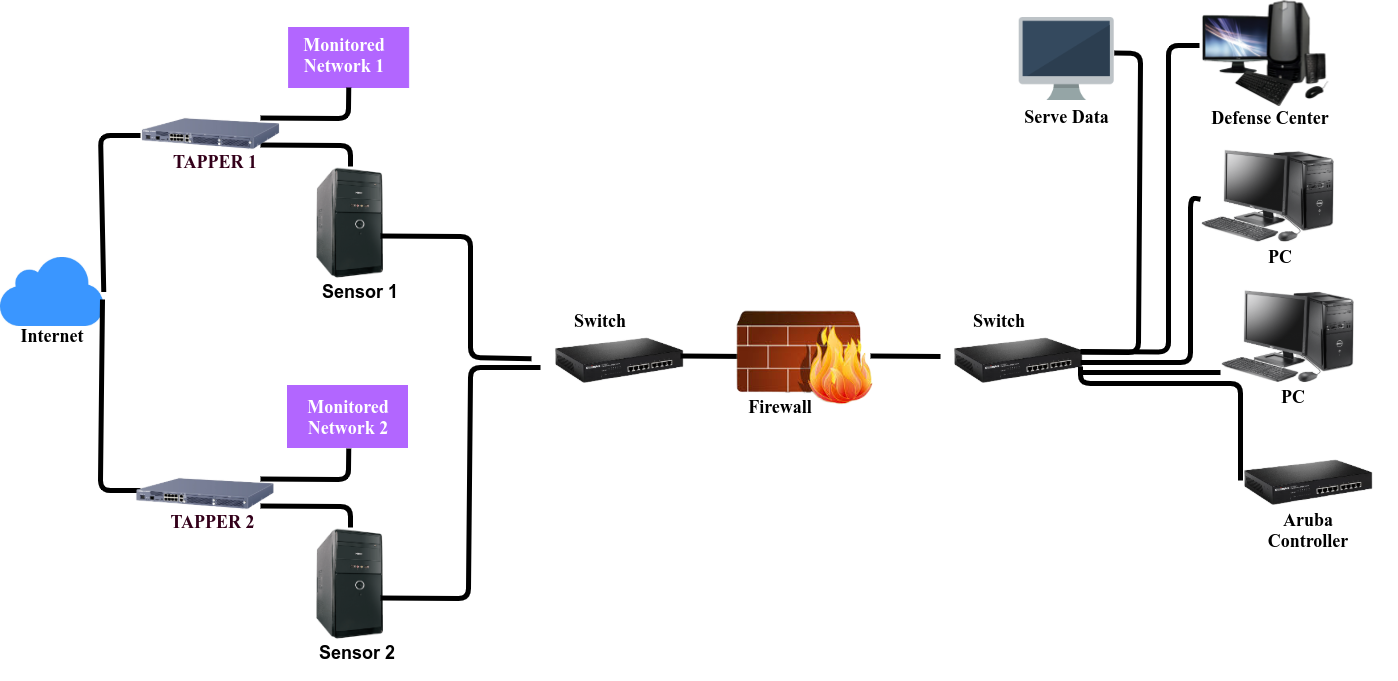 Monitored
Network 1
TAPPER 1
Sensor 1
Internet
Monitored
Network 2
TAPPER 2
Sensor 2
Switch
Firewall
Switch
Serve Data
Defense Center
PC
PC
Aruba
Controller